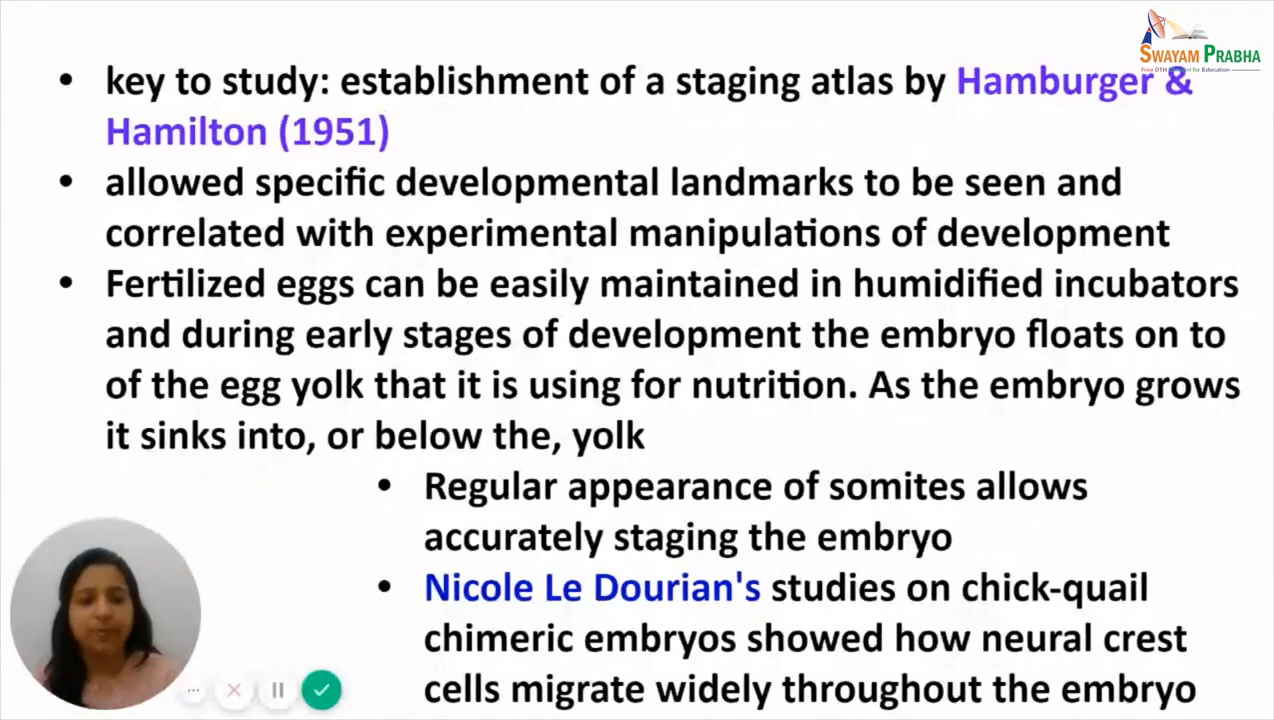 SWAYAM PRABHA
• key to study: establishment of a staging atlas by Hamburger &
Hamilton (1951)
• allowed specific developmental landmarks to be seen and
correlated with experimental manipulations of development
• Fertilized eggs can be easily maintained in humidified incubators
and during early stages of development the embryo floats on to
of the egg yolk that it is using for nutrition. As the embryo grows
it sinks into, or below the, yolk
• Regular appearance of somites allows
accurately staging the embryo
• Nicole Le Dourian's studies on chick-quail
chimeric embryos showed how neural crest
cells migrate widely throughout the embryo